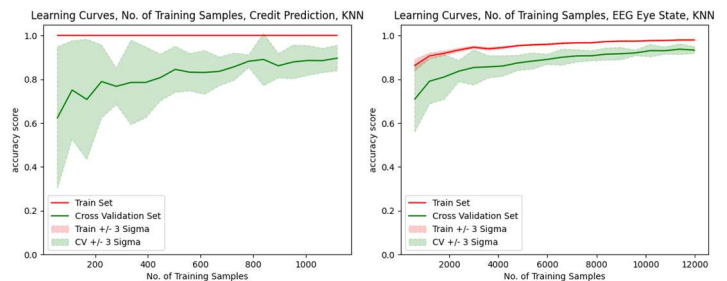 Learning Curves, No. of Training Samples, Credit Prediction, KNN
1.0
0.8
0.6
0.4
0.2
0.0
accuracy score
Train Set
Cross Validation Set
Train +/- 3 Sigma
CV +/- 3 Sigma
200
400
600
800
1000
No. of Training Samples
Learning Curves, No. of Training Samples, EEG Eye State, KNN
1.0
0.8
0.6
0.4
0.2
0.0
accuracy score
Train Set
Cross Validation Set
Train +/- 3 Sigma
CV +/- 3 Sigma
2000
4000
6000
8000
10000
12000
No. of Training Samples